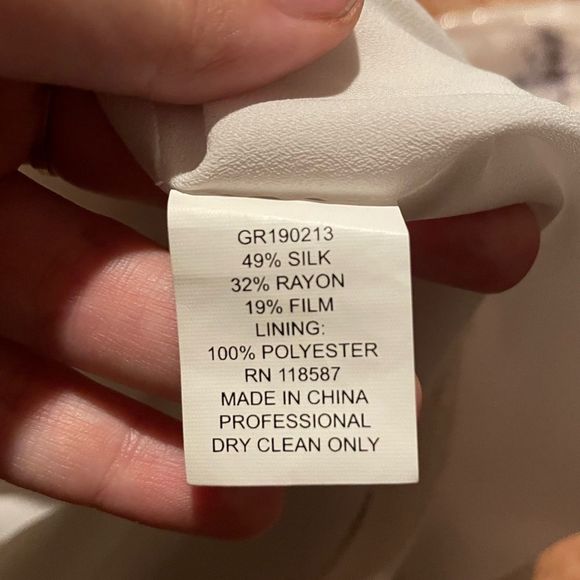 GR190213
49% SILK
32% RAYON
19% FILM
LINING:
100% POLYESTER
RN 118587
MADE IN CHINA
PROFESSIONAL
DRY CLEAN ONLY